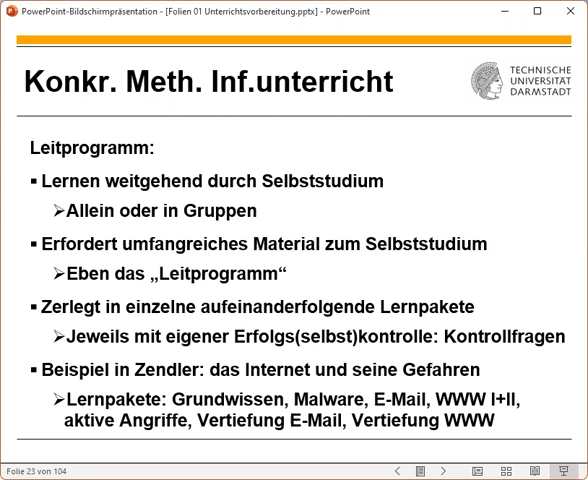 PowerPoint-Bildschirmpräsentation - [Folien 01 Unterrichtsvorbereitung.pptx] - PowerPoint
Konkr. Meth. Inf.unterricht
TECHNISCHE
UNIVERSITÄT
DARMSTADT
Leitprogramm:
▪ Lernen weitgehend durch Selbststudium
➢Allein oder in Gruppen
▪ Erfordert umfangreiches Material zum Selbststudium
➢Eben das „Leitprogramm“
▪ Zerlegt in einzelne aufeinanderfolgende Lernpakete
➢Jeweils mit eigener Erfolgs(selbst)kontrolle: Kontrollfragen
▪ Beispiel in Zendler: das Internet und seine Gefahren
➢Lernpakete: Grundwissen, Malware, E-Mail, WWW I+II,
aktive Angriffe, Vertiefung E-Mail, Vertiefung WWW
Folie 23 von 104